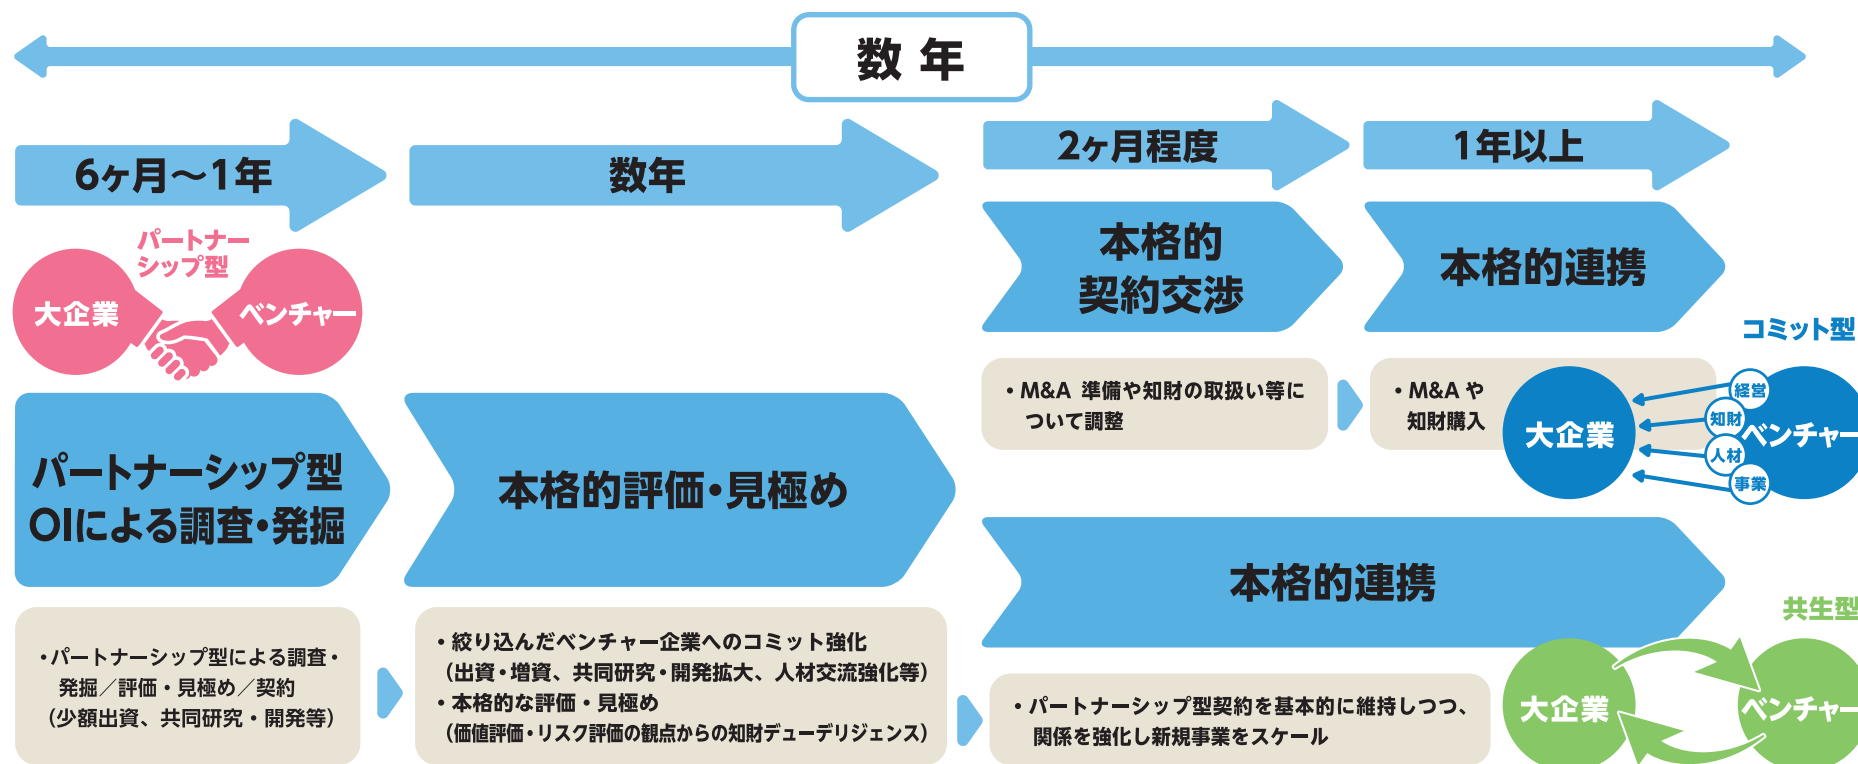 数 年
6ヶ月〜1年
数年
2ヶ月程度
1年以上
パートナー
シップ型
大企業
ベンチャー
パートナーシップ型
OIによる調査・発掘
・パートナーシップ型による調査・
発掘／評価・見極め／契約
（少額出資、共同研究・開発等）
本格的評価・見極め
・絞り込んだベンチャー企業へのコミット強化
（出資・増資、共同研究・開発拡大、人材交流強化等）
・本格的な評価・見極め
（価値評価・リスク評価の観点からの知財デューデリジェンス）
本格的
契約交渉
・M&A 準備や知財の取扱い等に
ついて調整
本格的連携
・M&A や
知財購入
コミット型
大企業
経営
知財
人材
事業
ベンチャー
本格的連携
・パートナーシップ型契約を基本的に維持しつつ、
関係を強化し新規事業をスケール
共生型
大企業
ベンチャー